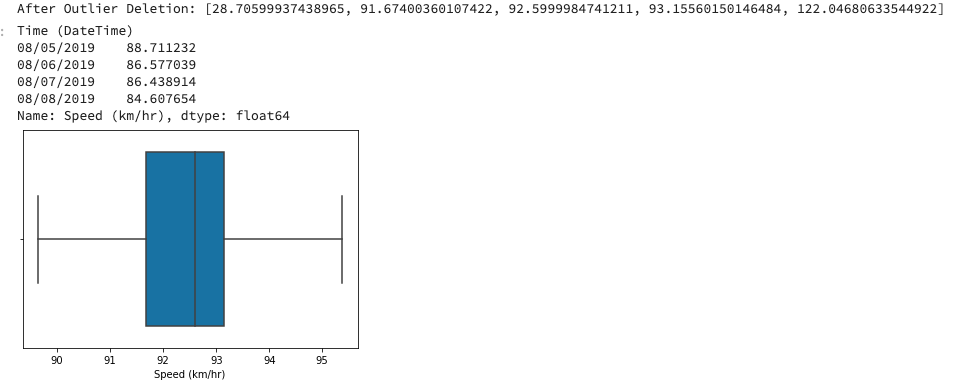 After Outlier Deletion: [28.70599937438965, 91.67400360107422, 92.5999984741211, 93.15560150146484, 122.04680633544922]
: Time (DateTime)
08/05/2019    88.711232
08/06/2019    86.577039
08/07/2019    86.438914
08/08/2019    84.607654
Name: Speed (km/hr), dtype: float64
90 91 92 93 94 95
Speed (km/hr)